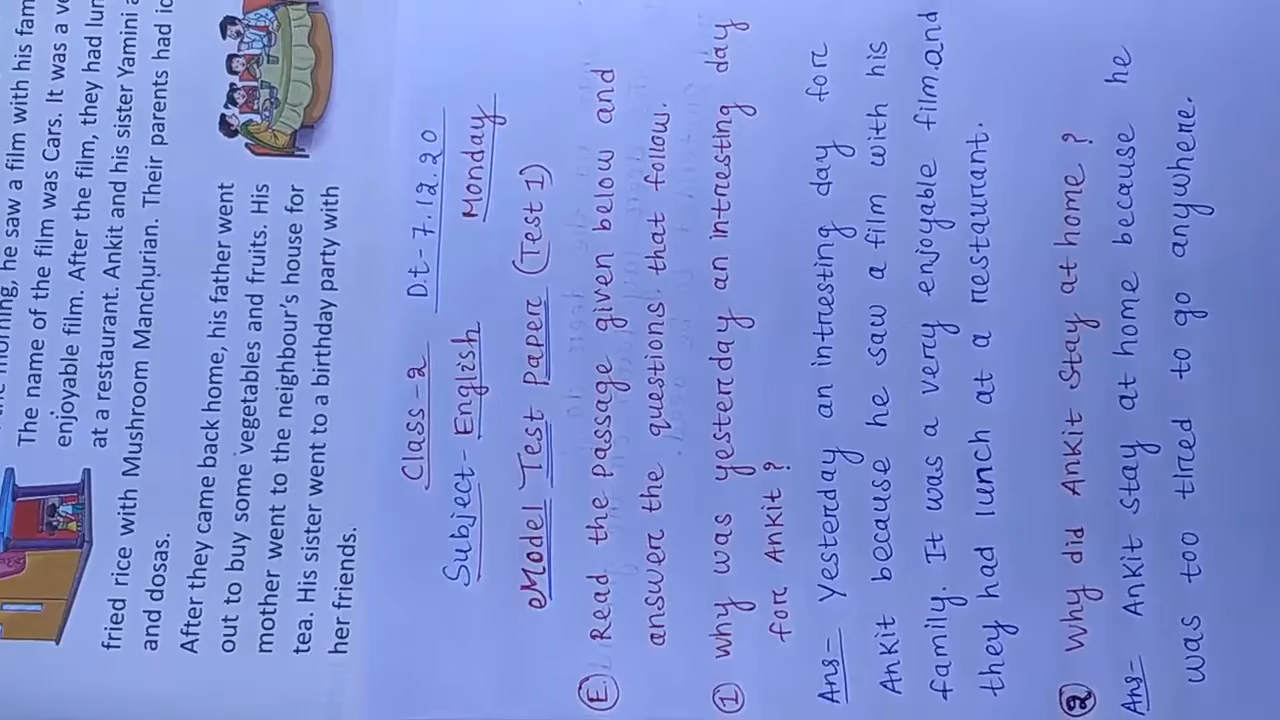 he saw a film with his fam
The name of the film was Cars. It was a ve
enjoyable film. After the film, they had lun
at a restaurant. Ankit and his sister Yamini
fried rice with Mushroom Manchurian. Their parents had
and dosas.
After they came back home, his father went
out to buy some vegetables and fruits. His
mother went to the neighbour's house for
tea. His sister went to a birthday party with
her friends.
Class-2 Dt-7.12.20
Subject-English Monday
Model Test Paper (Test 1)
(E.) Read the passage given below and
answer the questions that follow.
(1) Why was yesterday an intresting day
for Ankit ?
Ans= Yesterday an intresting day for
Ankit because he saw a film with his
family. It was a very enjoyable film.and
they had lunch at a restaurant.
(2) Why did Ankit stay at home ?
Ans= Ankit stay at home because he
was too tired to go anywhere.